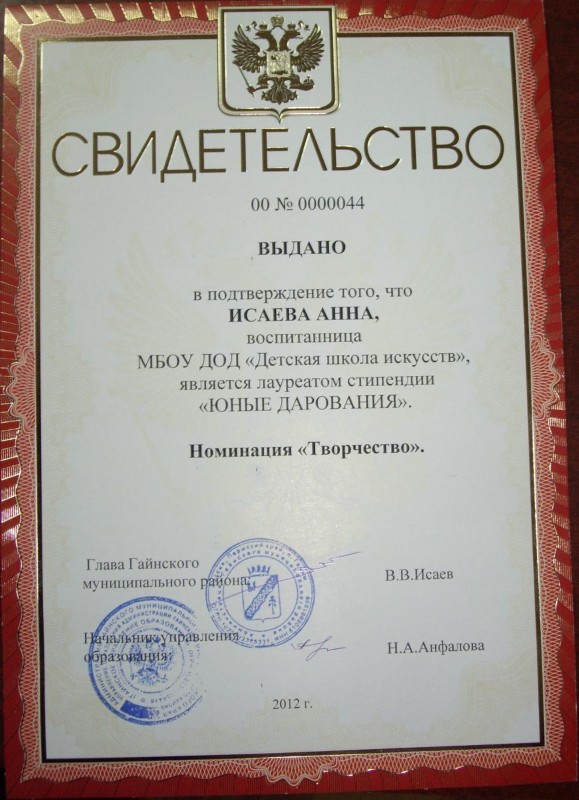 СВИДЕТЕЛЬСТВО
00 № 0000044
ВЫДАНО
в подтверждение того, что
ИСАЕВА АННА,
воспитанница
МБОУ ДОД «Детская школа искусств»,
является лауреатом стипендии
«ЮНЫЕ ДАРОВАНИЯ».
Номинация «Творчество».
Глава Гайнского
муниципального района:
В.В.Исаев
Начальник управления
образования:
Н.А.Анфалова
2012 г.